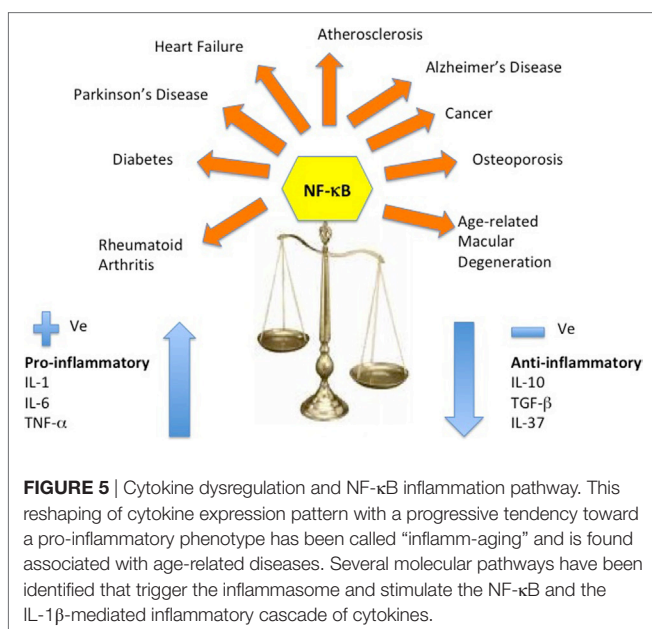 Atherosclerosis
Heart Failure
Alzheimer's Disease
Parkinson's Disease
Cancer
Diabetes
Osteoporosis
NF-κB
Rheumatoid
Arthritis
Age-related
Macular
Degeneration
Ve
Pro-inflammatory
IL-1
IL-6
TNF-α
Ve
Anti-inflammatory
IL-10
TGF-β
IL-37
FIGURE 5 | Cytokine dysregulation and NF-κB inflammation pathway. This
reshaping of cytokine expression pattern with a progressive tendency toward
a pro-inflammatory phenotype has been called “inflamm-aging” and is found
associated with age-related diseases. Several molecular pathways have been
identified that trigger the inflammasome and stimulate the NF-κB and the
IL-1β-mediated inflammatory cascade of cytokines.